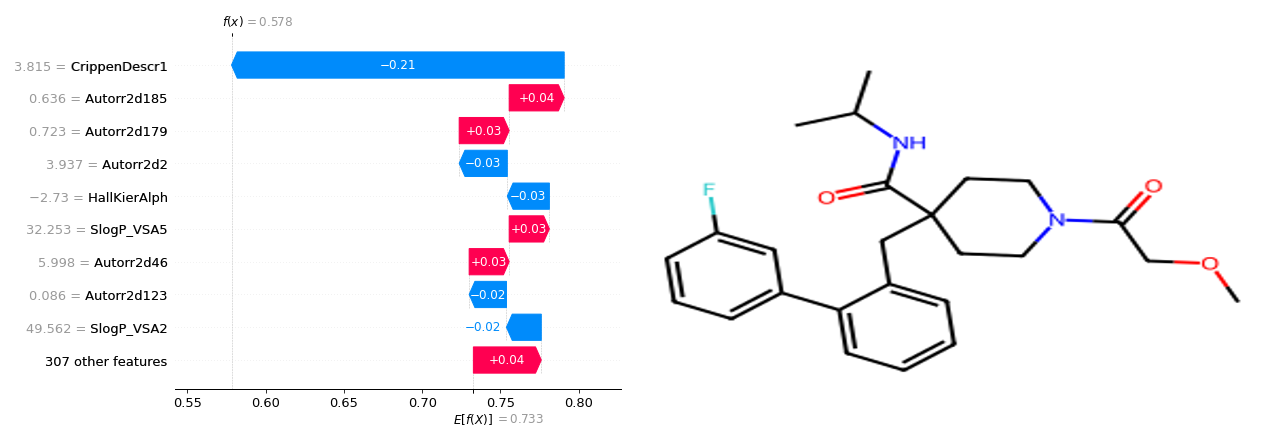 f(x) = 0.578
3.815 = CrippenDescr1
−0.21
0.636 = Autorr2d185
+0.04
0.723 = Autorr2d179
+0.03
3.937 = Autorr2d2
−0.03
−2.73 = HallKierAlph
−0.03
32.253 = SlogP_VSA5
+0.03
5.998 = Autorr2d46
+0.03
0.086 = Autorr2d123
−0.02
49.562 = SlogP_VSA2
−0.02
307 other features
+0.04
0.55 0.60 0.65 0.70 0.75 0.80
E[f(X)] = 0.733
NH
O
F
N
O
O